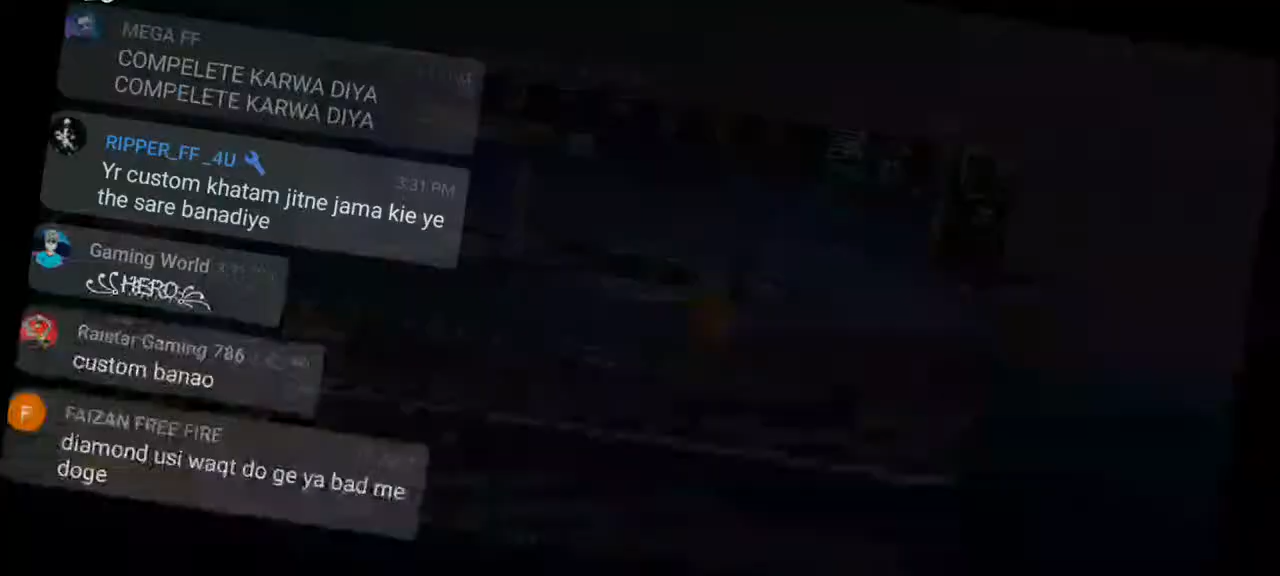 MEGA FF
COMPELETE KARWA DIYA
COMPELETE KARWA DIYA
RIPPER_FF_4U
3:31 PM
Yr custom khatam jitne jama kie ye
the sare banadiye
Gaming World
HERO
Raistar Gaming 786
custom banao
F
FAIZAN FREE FIRE
diamond usi waqt do ge ya bad me
doge